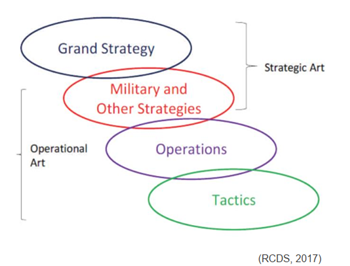 Grand Strategy
Strategic Art
Military and
Other Strategies
Operational
Art
Operations
Tactics
(RCDS, 2017)